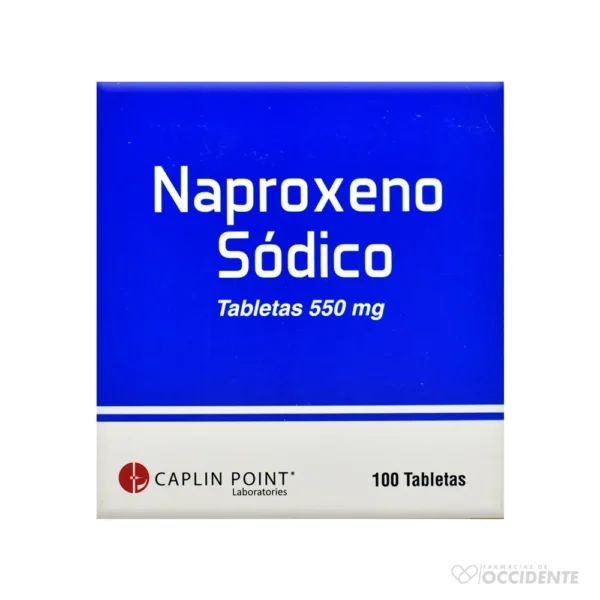 Naproxeno
Sódico
Tabletas 550 mg
CAPLIN POINT®
Laboratories
100 Tabletas
FARMACIAS DE
OCCIDENTE